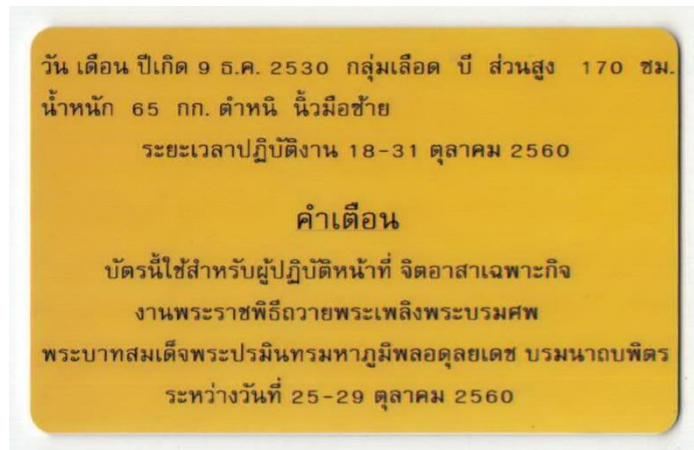 วัน เดือน ปีเกิด 9 ธ.ค. 2530 กลุ่มเลือด บี ส่วนสูง 170 ซม.
น้ำหนัก 65 กก. ตำหนิ นิ้วมือซ้าย
ระยะเวลาปฏิบัติงาน 18-31 ตุลาคม 2560
คำเตือน
บัตรนี้ใช้สำหรับผู้ปฏิบัติหน้าที่ จิตอาสาเฉพาะกิจ
งานพระราชพิธีถวายพระเพลิงพระบรมศพ
พระบาทสมเด็จพระปรมินทรมหาภูมิพลอดุลยเดช บรมนาถบพิตร
ระหว่างวันที่ 25-29 ตุลาคม 2560